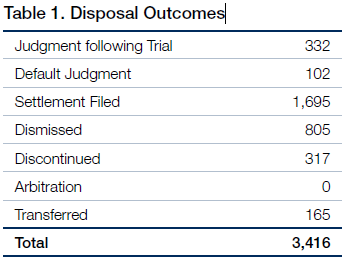 Table 1. Disposal Outcomes
Judgment following Trial 332
Default Judgment 102
Settlement Filed 1,695
Dismissed 805
Discontinued 317
Arbitration 0
Transferred 165
Total 3,416